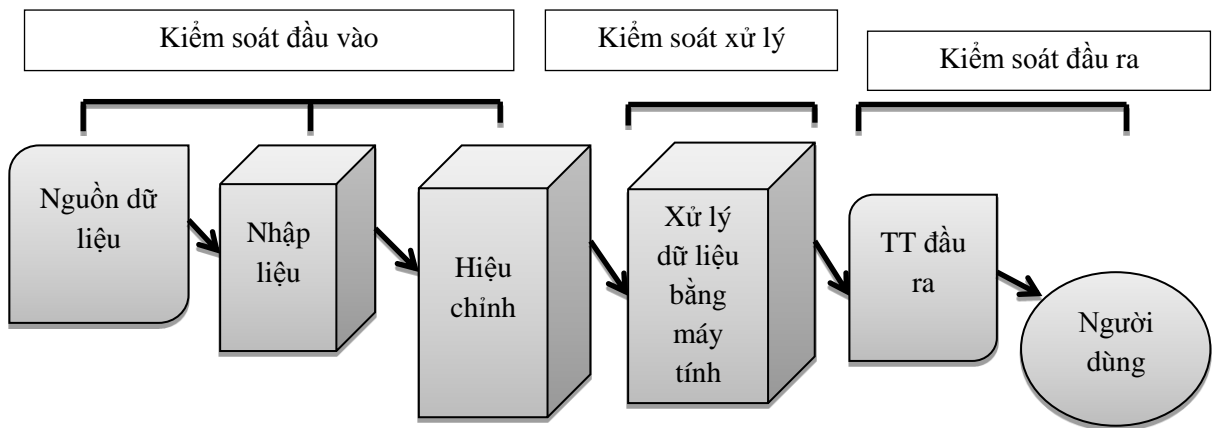 Kiểm soát đầu vào
Kiểm soát xử lý
Kiểm soát đầu ra
Nguồn dữ
liệu
Nhập
liệu
Hiệu
chỉnh
Xử lý
dữ liệu
bằng
máy
tính
TT đầu
ra
Người
dùng